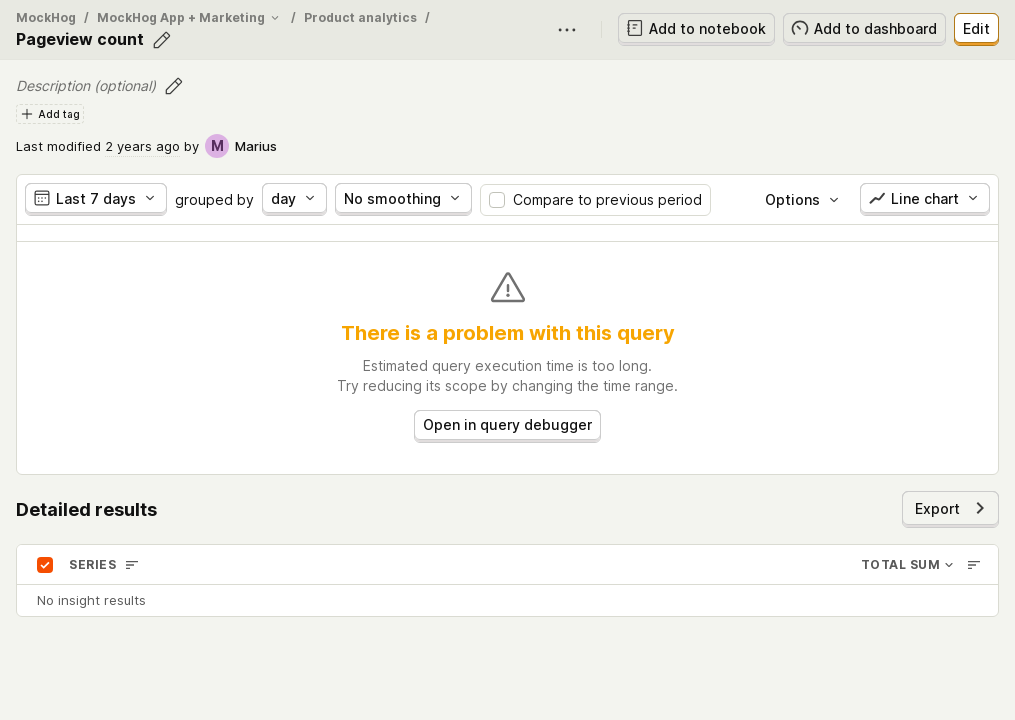 MockHog / MockHog App + Marketing / Product analytics /
Pageview count
Add to notebook
Add to dashboard
Edit
Description (optional)
Add tag
Last modified 2 years ago by M Marius
Last 7 days grouped by day No smoothing Compare to previous period Options Line chart
There is a problem with this query
Estimated query execution time is too long.
Try reducing its scope by changing the time range.
Open in query debugger
Detailed results
Export
SERIES TOTAL SUM
No insight results